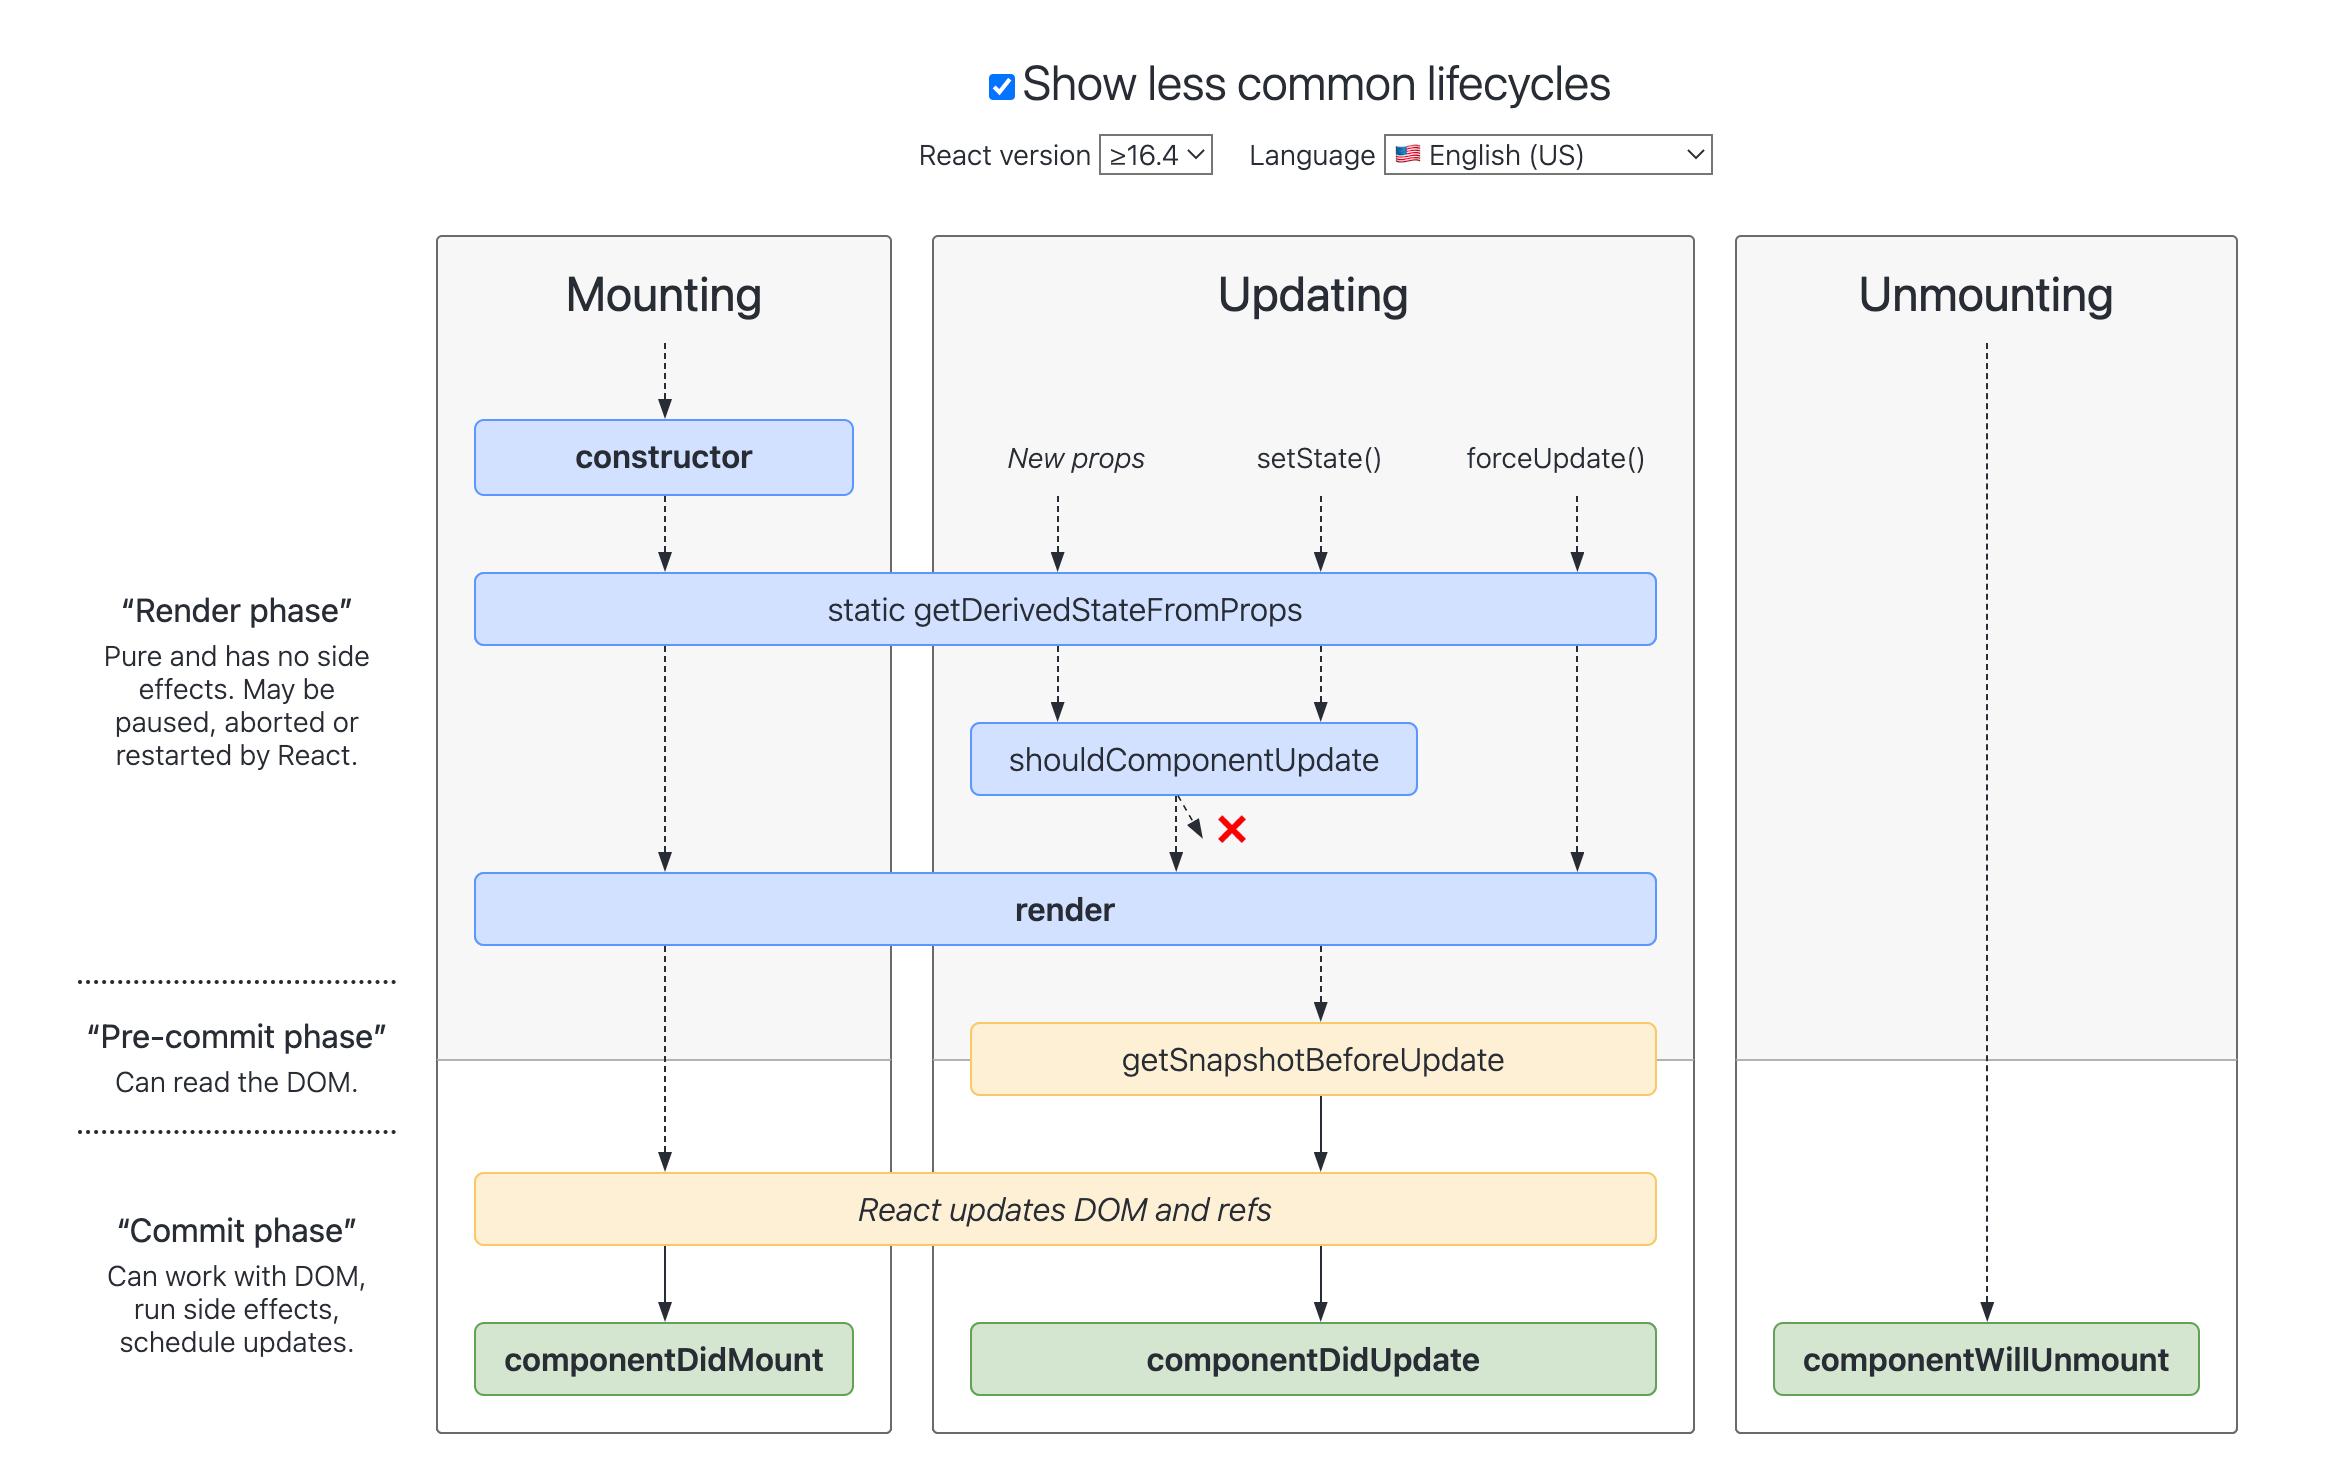 Show less common lifecycles
React version ≥16.4 Language 🇺🇸 English (US)
Mounting
Updating
Unmounting
constructor
New props
setState()
forceUpdate()
“Render phase”
Pure and has no side
effects. May be
paused, aborted or
restarted by React.
static getDerivedStateFromProps
shouldComponentUpdate
render
“Pre-commit phase”
Can read the DOM.
getSnapshotBeforeUpdate
“Commit phase”
Can work with DOM,
run side effects,
schedule updates.
React updates DOM and refs
componentDidMount
componentDidUpdate
componentWillUnmount